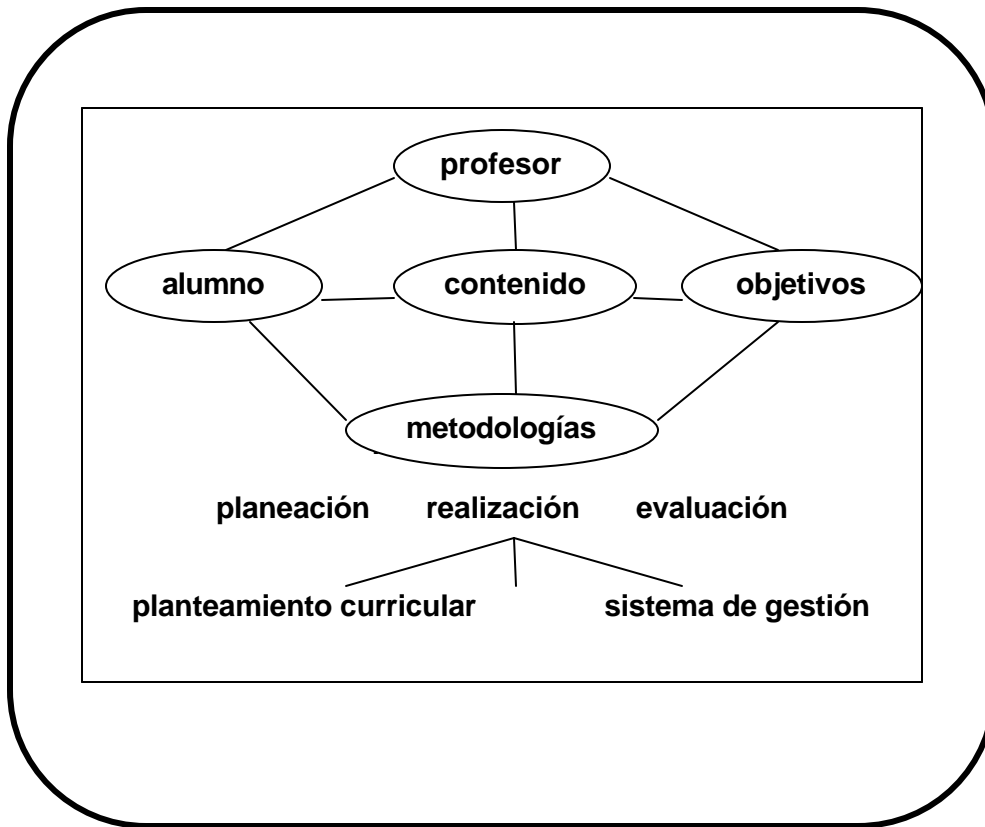 profesor
alumno contenido objetivos
metodologías
planeación realización evaluación
planteamiento curricular sistema de gestión